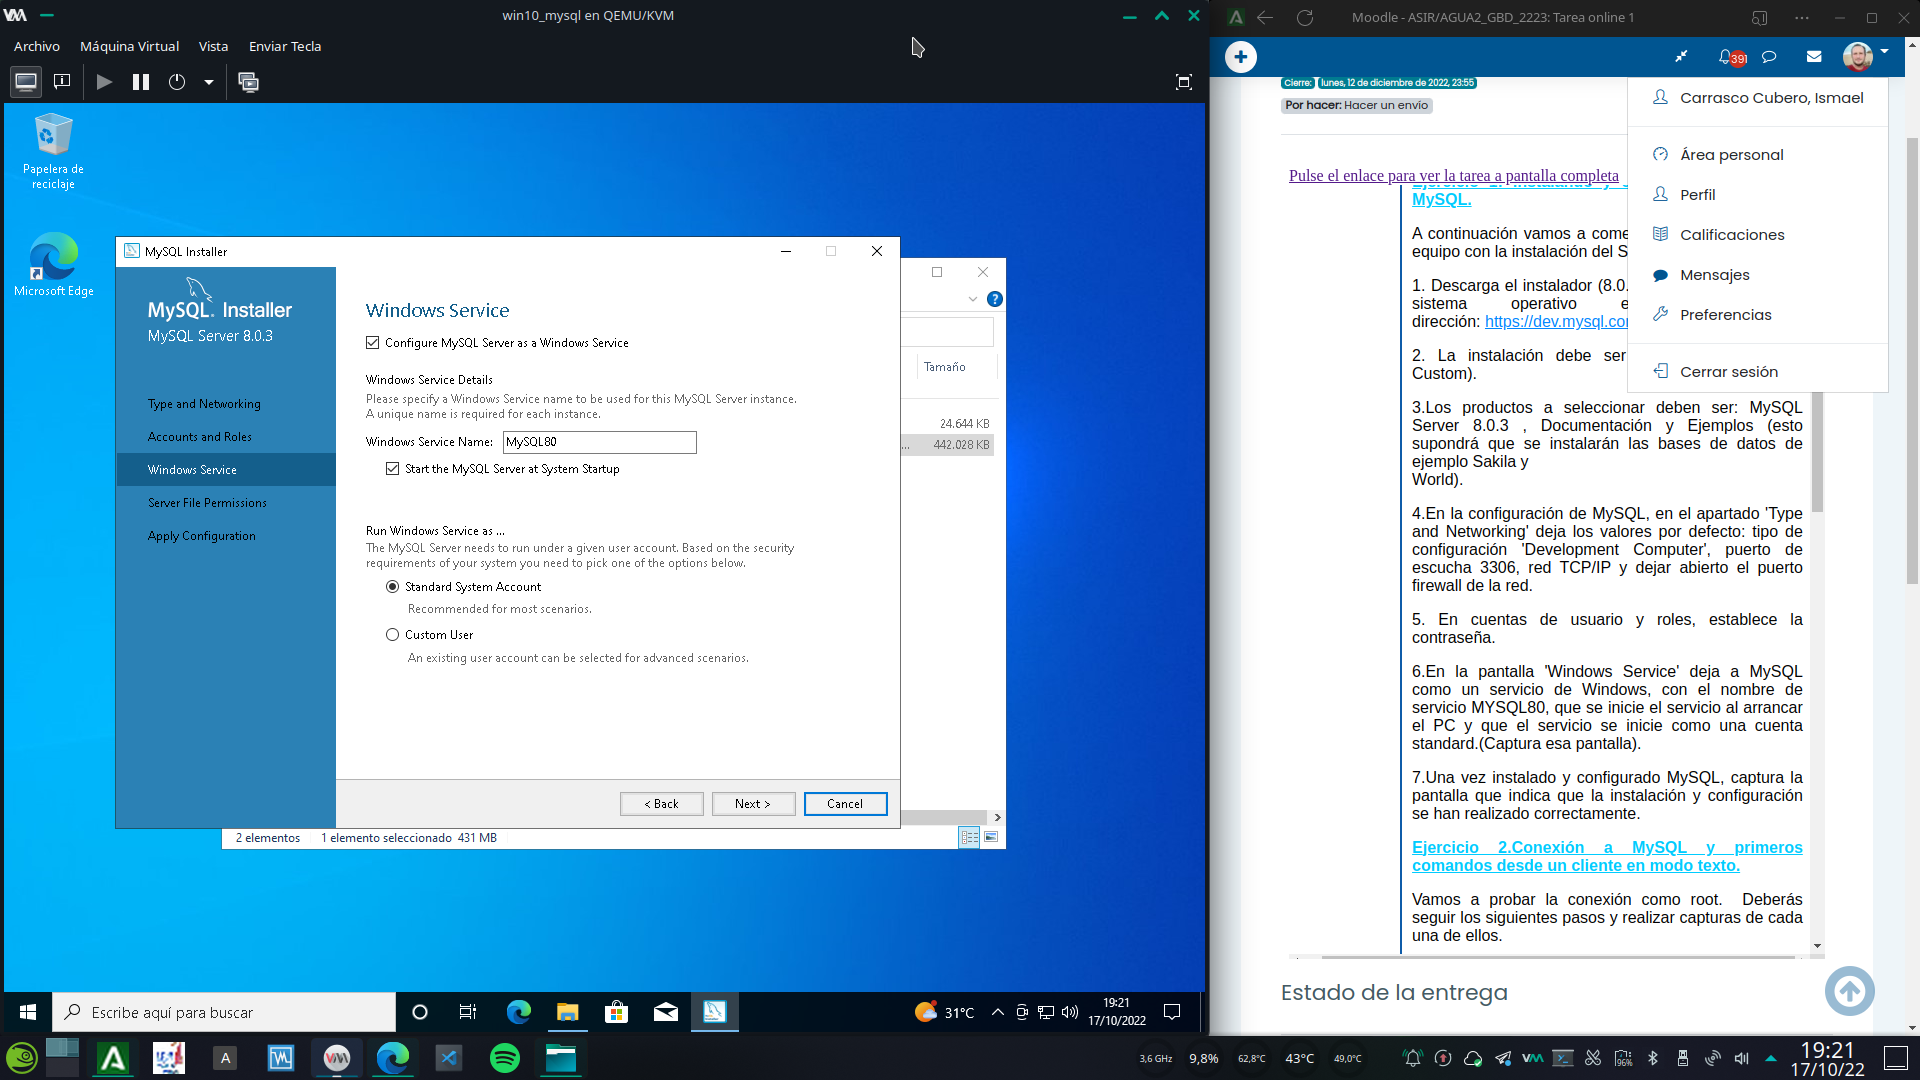 win10_mysql en QEMU/KVM
Archivo
Máquina Virtual
Vista
Enviar Tecla
Papelera de
reciclaje
Microsoft Edge
MySQL Installer
MySQL. Installer
MySQL Server 8.0.3
Type and Networking
Accounts and Roles
Windows Service
Server File Permissions
Apply Configuration
Windows Service
Configure MySQL Server as a Windows Service
Windows Service Details
Please specify a Windows Service name to be used for this MySQL Server instance.
A unique name is required for each instance.
Windows Service Name: MySQL80
Start the MySQL Server at System Startup
Run Windows Service as ...
The MySQL Server needs to run under a given user account. Based on the security
requirements of your system you need to pick one of the options below.
Standard System Account
Recommended for most scenarios.
Custom User
An existing user account can be selected for advanced scenarios.
< Back
Next >
Cancel
Tamaño
24.644 KB
... 442.028 KB
2 elementos
1 elemento seleccionado 431 MB
Escribe aquí para buscar
31°C
19:21
17/10/2022
Moodle - ASIR/AGUA2_GBD_2223: Tarea online 1
391
Cierre: lunes, 12 de diciembre de 2022, 23:55
Por hacer: Hacer un envío
Pulse el enlace para ver la tarea a pantalla completa
MySQL.
A continuación vamos a come
equipo con la instalación del S
1. Descarga el instalador (8.0.
sistema operativo e
dirección: https://dev.mysql.co
2. La instalación debe ser
Custom).
3.Los productos a seleccionar deben ser: MySQL
Server 8.0.3 , Documentación y Ejemplos (esto
supondrá que se instalarán las bases de datos de
ejemplo Sakila y
World).
4.En la configuración de MySQL, en el apartado 'Type
and Networking' deja los valores por defecto: tipo de
configuración 'Development Computer', puerto de
escucha 3306, red TCP/IP y dejar abierto el puerto
firewall de la red.
5. En cuentas de usuario y roles, establece la
contraseña.
6.En la pantalla 'Windows Service' deja a MySQL
como un servicio de Windows, con el nombre de
servicio MYSQL80, que se inicie el servicio al arrancar
el PC y que el servicio se inicie como una cuenta
standard.(Captura esa pantalla).
7.Una vez instalado y configurado MySQL, captura la
pantalla que indica que la instalación y configuración
se han realizado correctamente.
Ejercicio 2.Conexión a MySQL y primeros
comandos desde un cliente en modo texto.
Vamos a probar la conexión como root. Deberás
seguir los siguientes pasos y realizar capturas de cada
una de ellos.
Estado de la entrega
Carrasco Cubero, Ismael
Área personal
Perfil
Calificaciones
Mensajes
Preferencias
Cerrar sesión
3,6 GHz
9,8%
62,8°C
43°C
49,0°C
96%
19:21
17/10/22